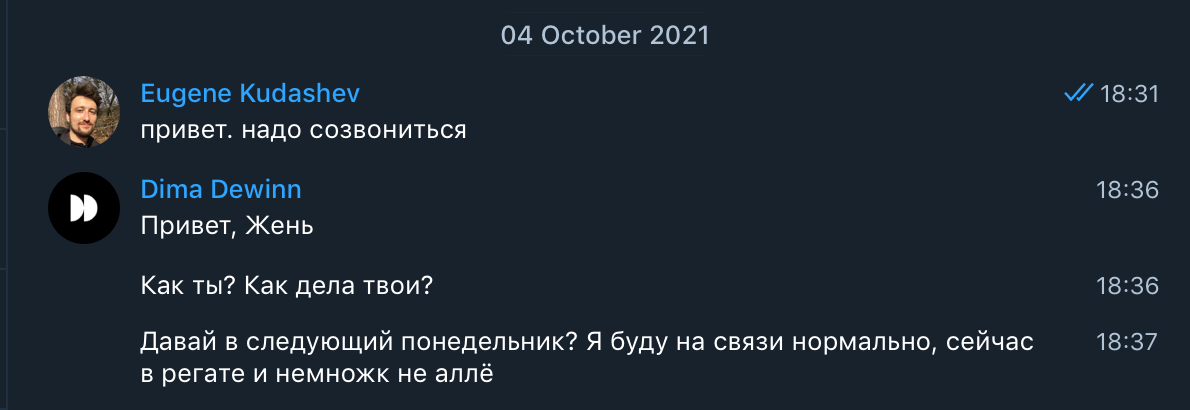 04 October 2021
Eugene Kudashev 18:31
привет. надо созвониться
Dima Dewinn 18:36
Привет, Жень
Как ты? Как дела твои? 18:36
Давай в следующий понедельник? Я буду на связи нормально, сейчас 18:37
в регате и немножк не аллё